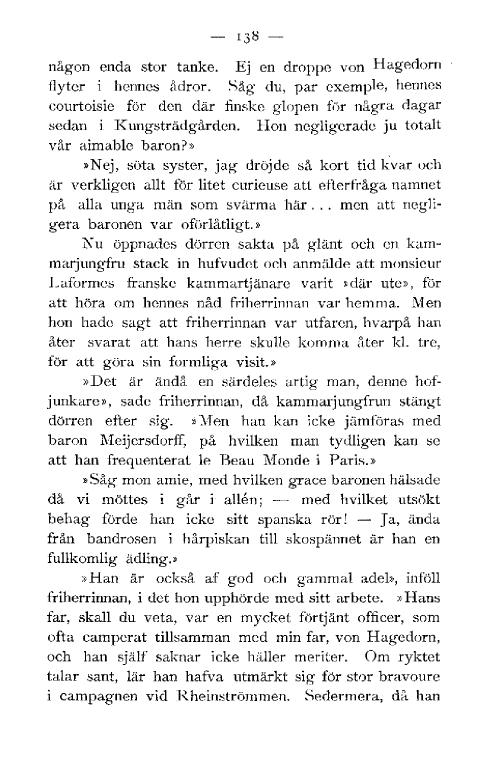 — 138 —
någon enda stor tanke. Ej en droppe von Hagedorn
flyter i hennes ådror. Såg du, par exemple, hennes
courtoisie för den där finske glopen för några dagar
sedan i Kungsträdgården. Hon negligerade ju totalt
vår aimable baron?»
»Nej, söta syster, jag dröjde så kort tid kvar och
är verkligen allt för litet curieuse att efterfråga namnet
på alla unga män som svärma här . . . men att negli-
gera baronen var oförlåtligt.»
Nu öppnades dörren sakta på glänt och en kam-
marjungfru stack in hufvudet och anmälde att monsieur
Laformes franske kammartjänare varit »där ute», för
att höra om hennes nåd friherrinnan var hemma. Men
hon hade sagt att friherrinnan var utfaren, hvarpå han
åter svarat att hans herre skulle komma åter kl. tre,
för att göra sin formliga visit.»
»Det är ändå en särdeles artig man, denne hof-
junkare», sade friherrinnan, då kammarjungfrun stängt
dörren efter sig. »Men han kan icke jämföras med
baron Meijersdorff, på hvilken man tydligen kan se
att han frequenterat le Beau Monde i Paris.»
»Såg mon amie, med hvilken grace baronen hälsade
då vi möttes i går i allén; — med hvilket utsökt
behag förde han icke sitt spanska rör! — Ja, ända
från bandrosen i hårpiskan till skospännet är han en
fullkomlig ädling.»
»Han är också af god och gammal adel», inföll
friherrinnan, i det hon upphörde med sitt arbete. »Hans
far, skall du veta, var en mycket förtjänt officer, som
ofta camperat tillsamman med min far, von Hagedorn,
och han själf saknar icke häller meriter. Om ryktet
talar sant, lär han hafva utmärkt sig för stor bravoure
i campagnen vid Rheinströmmen. Sedermera, då han